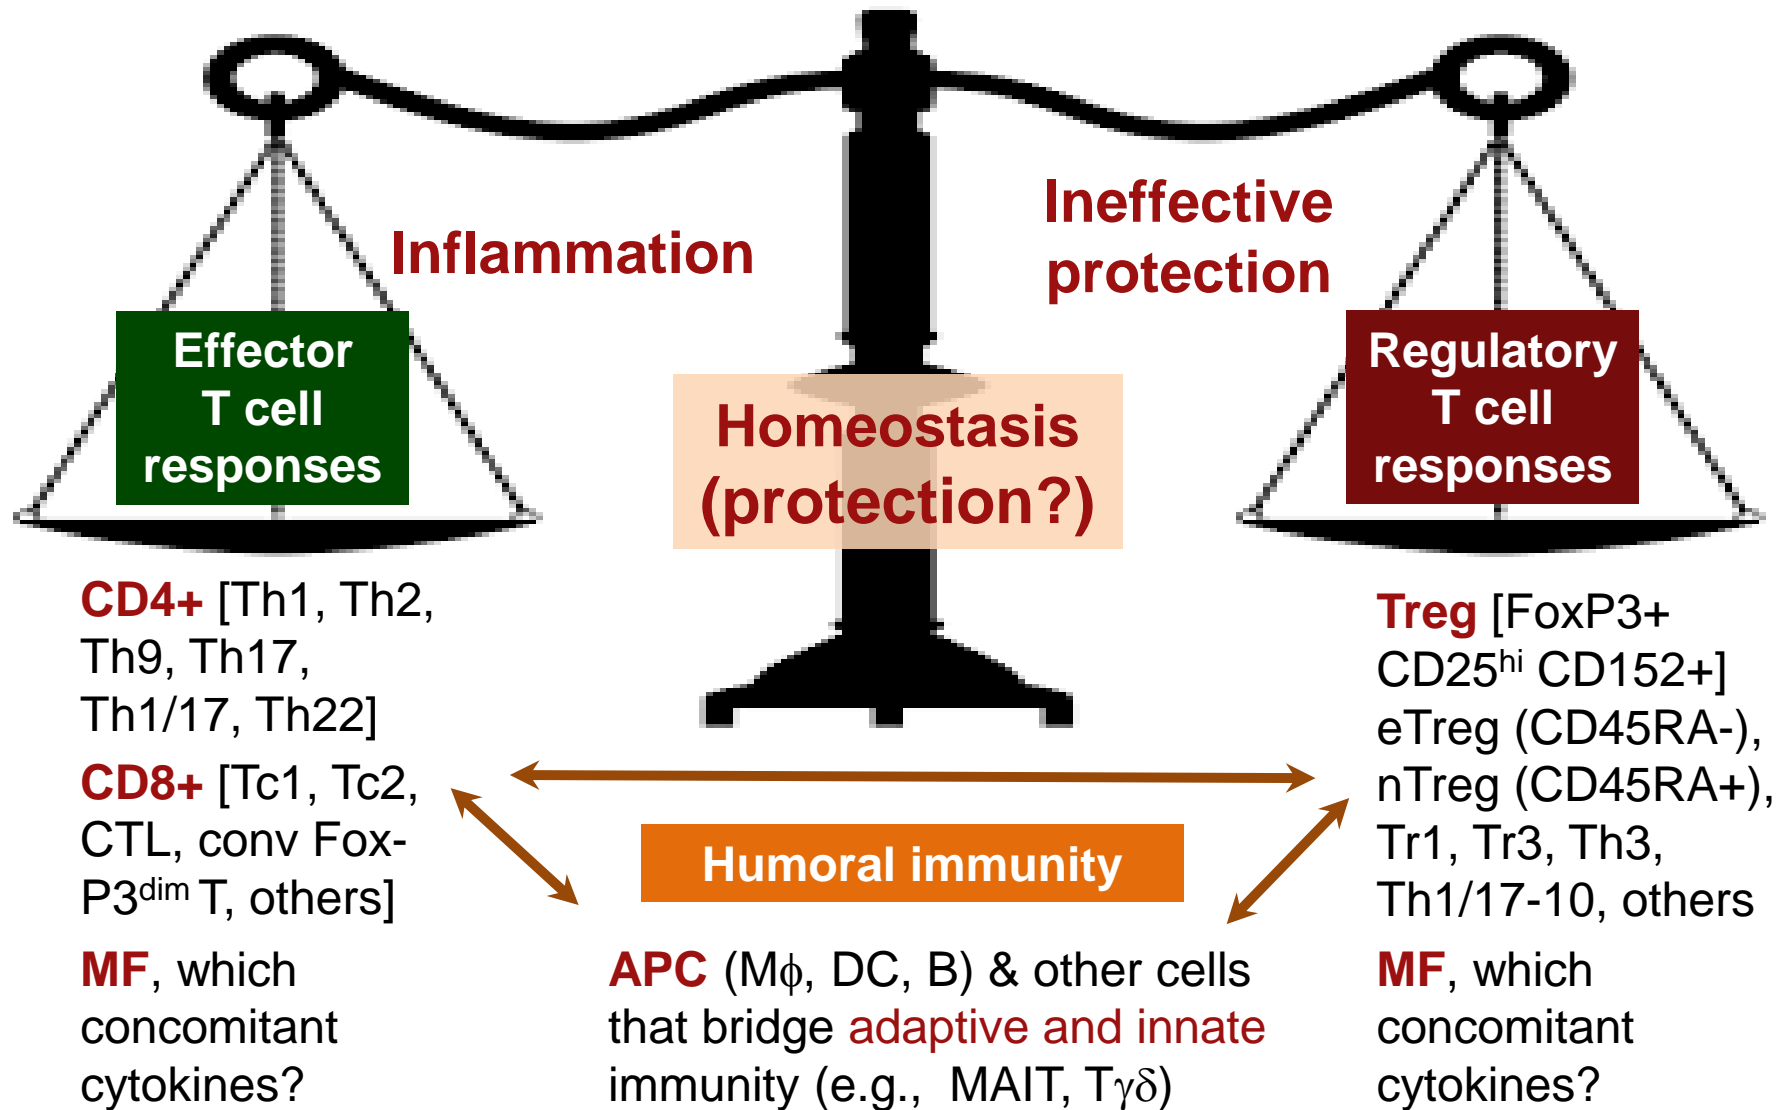 Inflammation
Ineffective
protection
Effector
T cell
responses
Homeostasis
(protection?)
Regulatory
T cell
responses
CD4+ [Th1, Th2,
Th9, Th17,
Th1/17, Th22]
CD8+ [Tc1, Tc2,
CTL, conv Fox-
P3dim T, others]
MF, which
concomitant
cytokines?
Humoral immunity
APC (Mϕ, DC, B) & other cells
that bridge adaptive and innate
immunity (e.g., MAIT, Tγδ)
Treg [FoxP3+
CD25hi CD152+]
eTreg (CD45RA-),
nTreg (CD45RA+),
Tr1, Tr3, Th3,
Th1/17-10, others
MF, which
concomitant
cytokines?